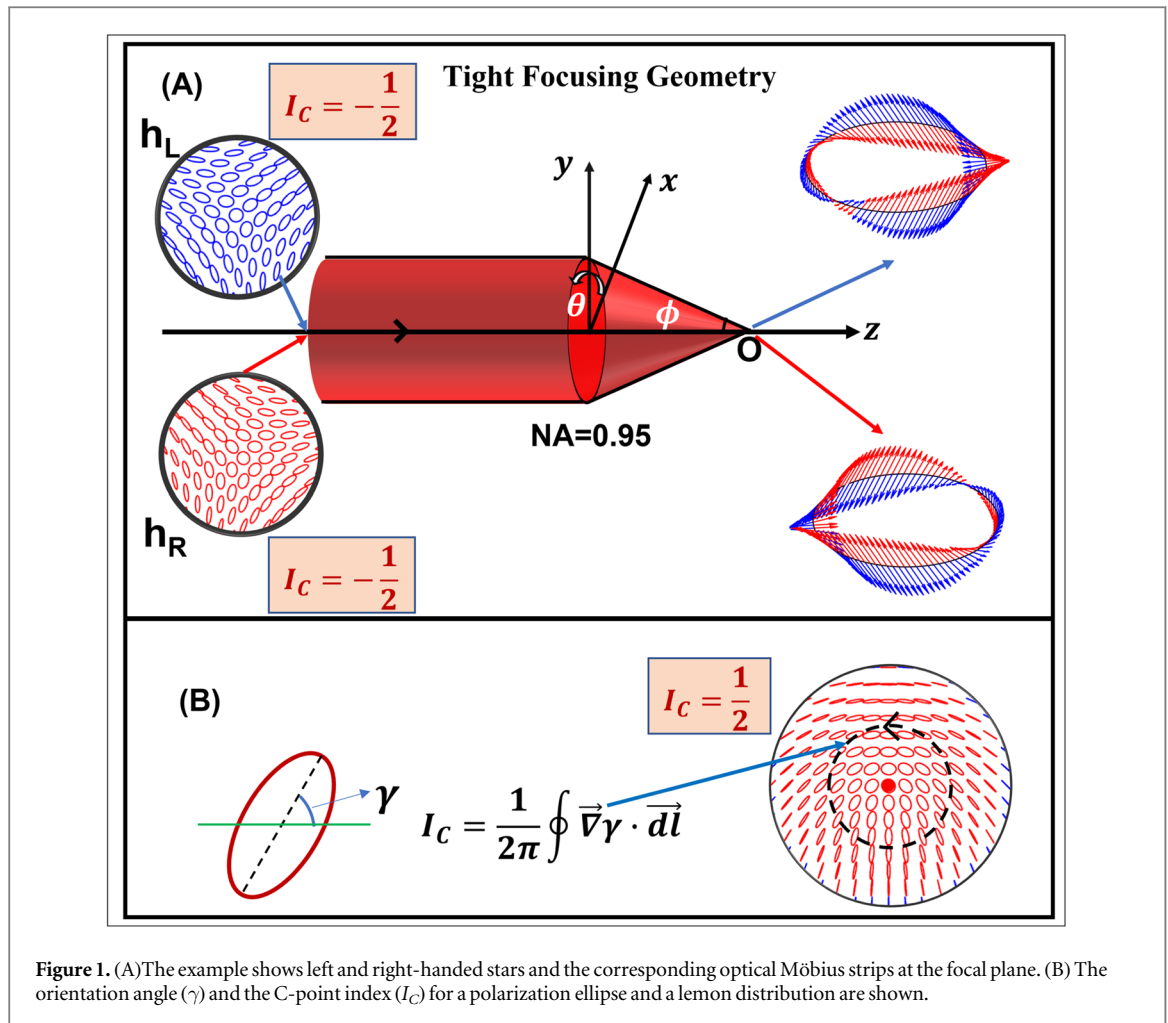 (A)
Tight Focusing Geometry
I_C = -1/2
h_L
y
x
θ
ϕ
O
z
NA=0.95
h_R
I_C = -1/2
(B)
I_C = 1/2
γ
I_C = 1/2π ∮ ∇⃗γ · d⃗l
Figure 1. (A)The example shows left and right-handed stars and the corresponding optical Möbius strips at the focal plane. (B) The
orientation angle (γ) and the C-point index (I_C) for a polarization ellipse and a lemon distribution are shown.